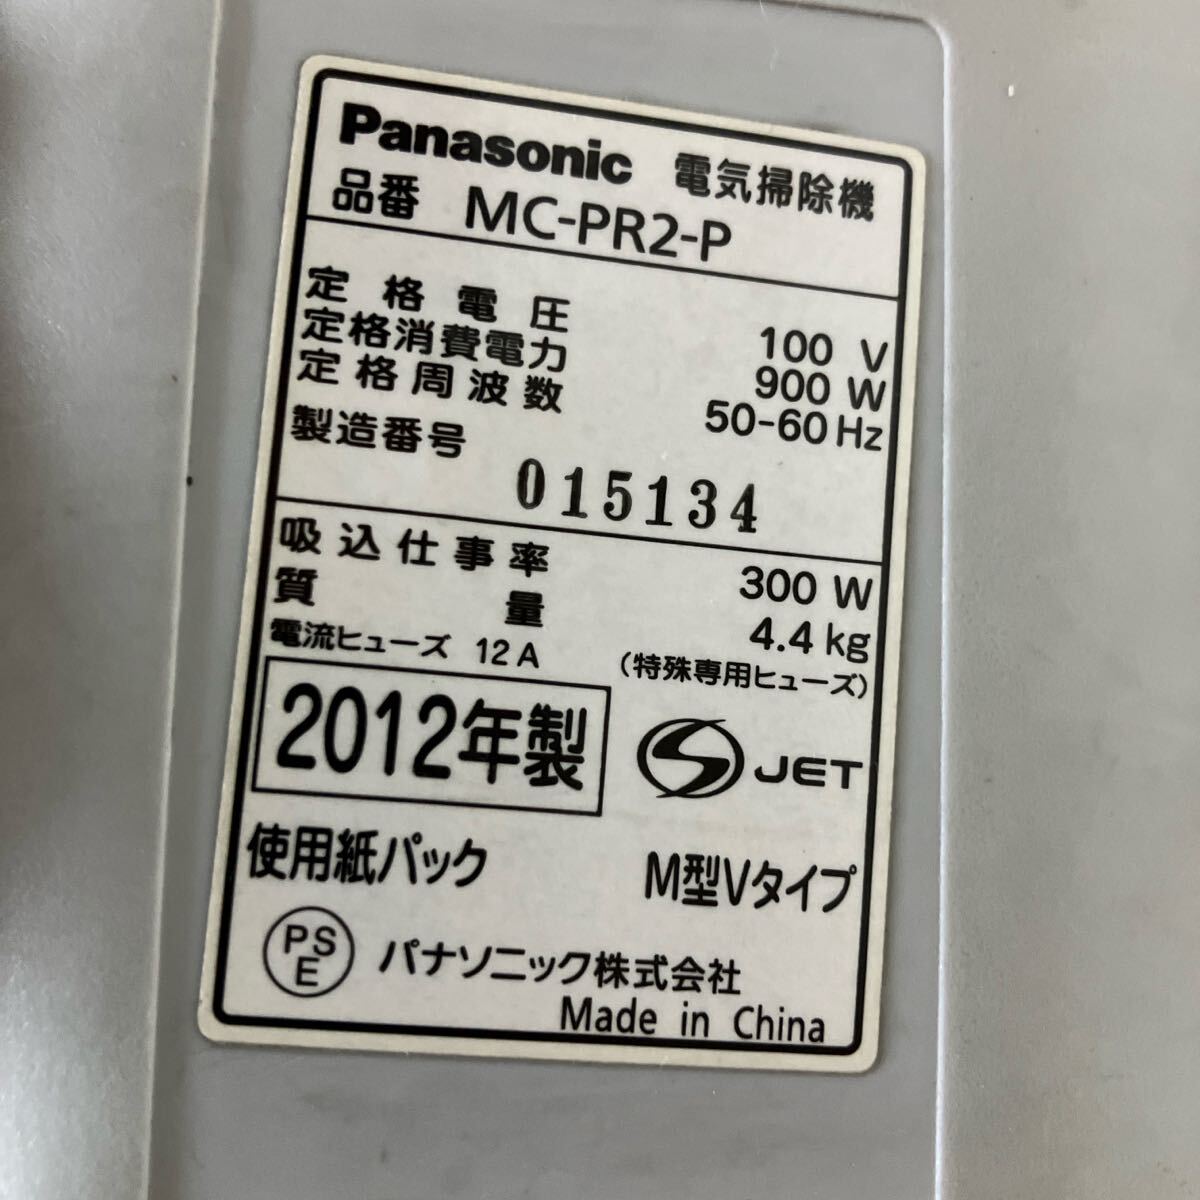 Panasonic 電気掃除機
品番 MC-PR2-P
定格電圧 100 V
定格消費電力 900 W
定格周波数 50-60 Hz
製造番号
015134
吸込仕事率 300 W
質量 4.4 kg
電流ヒューズ 12 A (特殊専用ヒューズ)
2012年製
S JET
使用紙パック M型Vタイプ
PSE パナソニック株式会社
Made in China